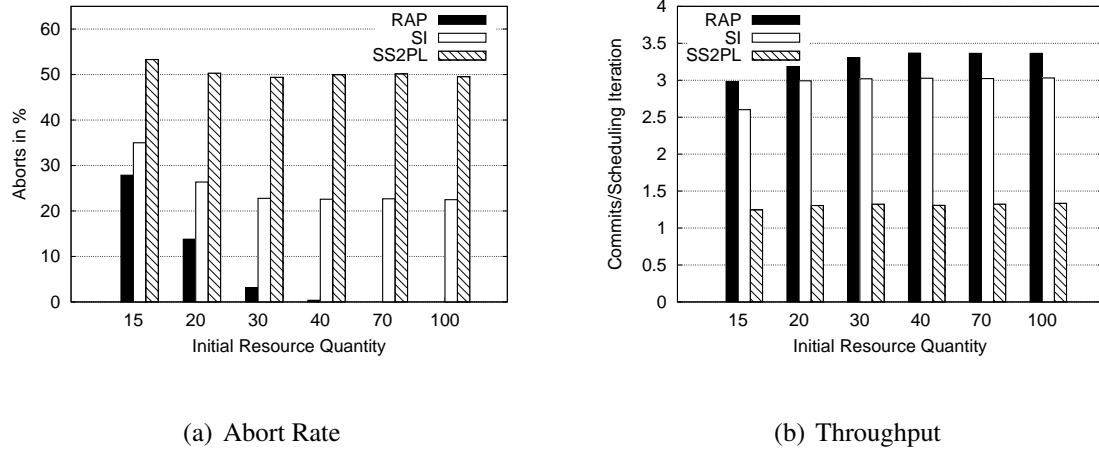 60
50
40
30
20
10
0
Aborts in %
RAP
SI
SS2PL
15 20 30 40 70 100
Initial Resource Quantity
(a) Abort Rate
4
3.5
3
2.5
2
1.5
1
0.5
0
Commits/Scheduling Iteration
RAP
SI
SS2PL
15 20 30 40 70 100
Initial Resource Quantity
(b) Throughput